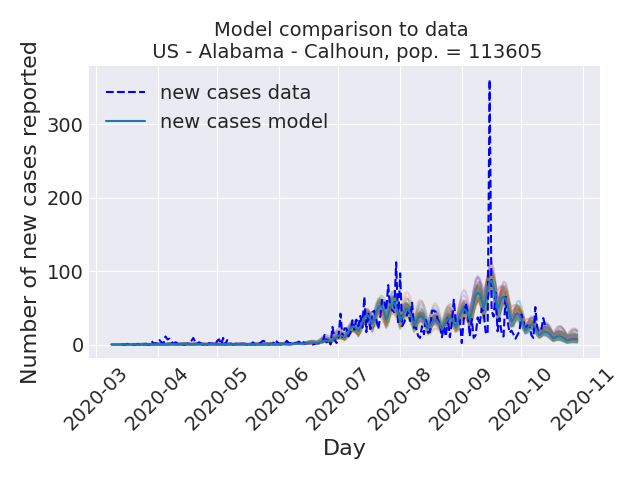 Model comparison to data
US - Alabama - Calhoun, pop. = 113605
Number of new cases reported
new cases data
new cases model
300
200
100
0
2020-03
2020-04
2020-05
2020-06
2020-07
2020-08
2020-09
2020-10
2020-11
Day